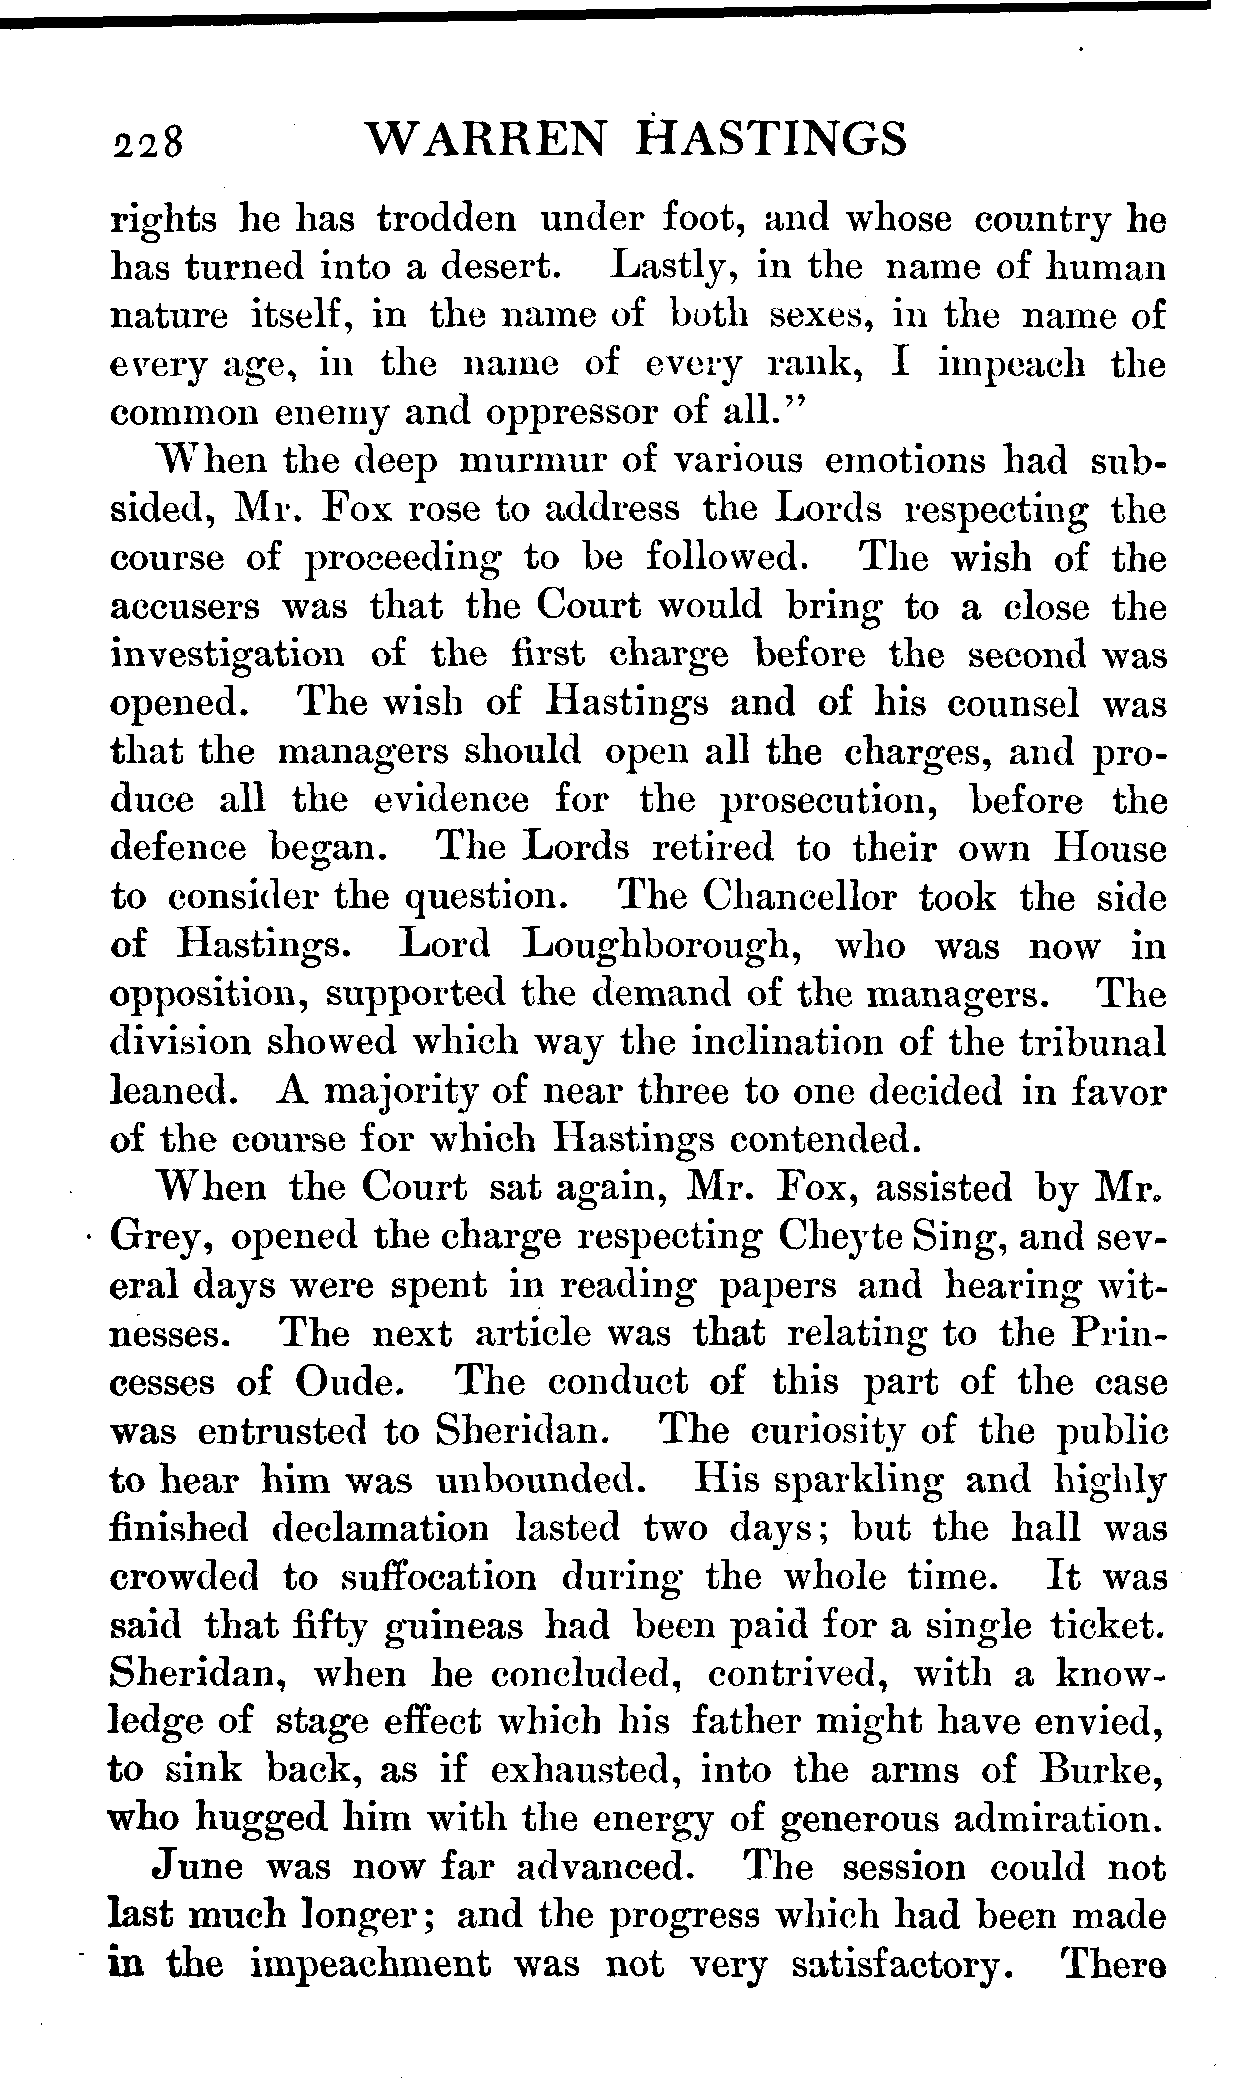 228 WARREN HASTINGS
rights he has trodden under foot, and whose country he
has turned into a desert. Lastly, in the name of human
nature itself, in the name of both sexes, in the name of
every age, in the name of every rank, I impeach the
common enemy and oppressor of all."
When the deep murmur of various emotions had sub-
sided, Mr. Fox rose to address the Lords respecting the
course of proceeding to be followed. The wish of the
accusers was that the Court would bring to a close the
investigation of the first charge before the second was
opened. The wish of Hastings and of his counsel was
that the managers should open all the charges, and pro-
duce all the evidence for the prosecution, before the
defence began. The Lords retired to their own House
to consider the question. The Chancellor took the side
of Hastings. Lord Loughborough, who was now in
opposition, supported the demand of the managers. The
division showed which way the inclination of the tribunal
leaned. A majority of near three to one decided in favor
of the course for which Hastings contended.
When the Court sat again, Mr. Fox, assisted by Mr.
Grey, opened the charge respecting Cheyte Sing, and sev-
eral days were spent in reading papers and hearing wit-
nesses. The next article was that relating to the Prin-
cesses of Oude. The conduct of this part of the case
was entrusted to Sheridan. The curiosity of the public
to hear him was unbounded. His sparkling and highly
finished declamation lasted two days; but the hall was
crowded to suffocation during the whole time. It was
said that fifty guineas had been paid for a single ticket.
Sheridan, when he concluded, contrived, with a know-
ledge of stage effect which his father might have envied,
to sink back, as if exhausted, into the arms of Burke,
who hugged him with the energy of generous admiration.
June was now far advanced. The session could not
last much longer; and the progress which had been made
in the impeachment was not very satisfactory. There